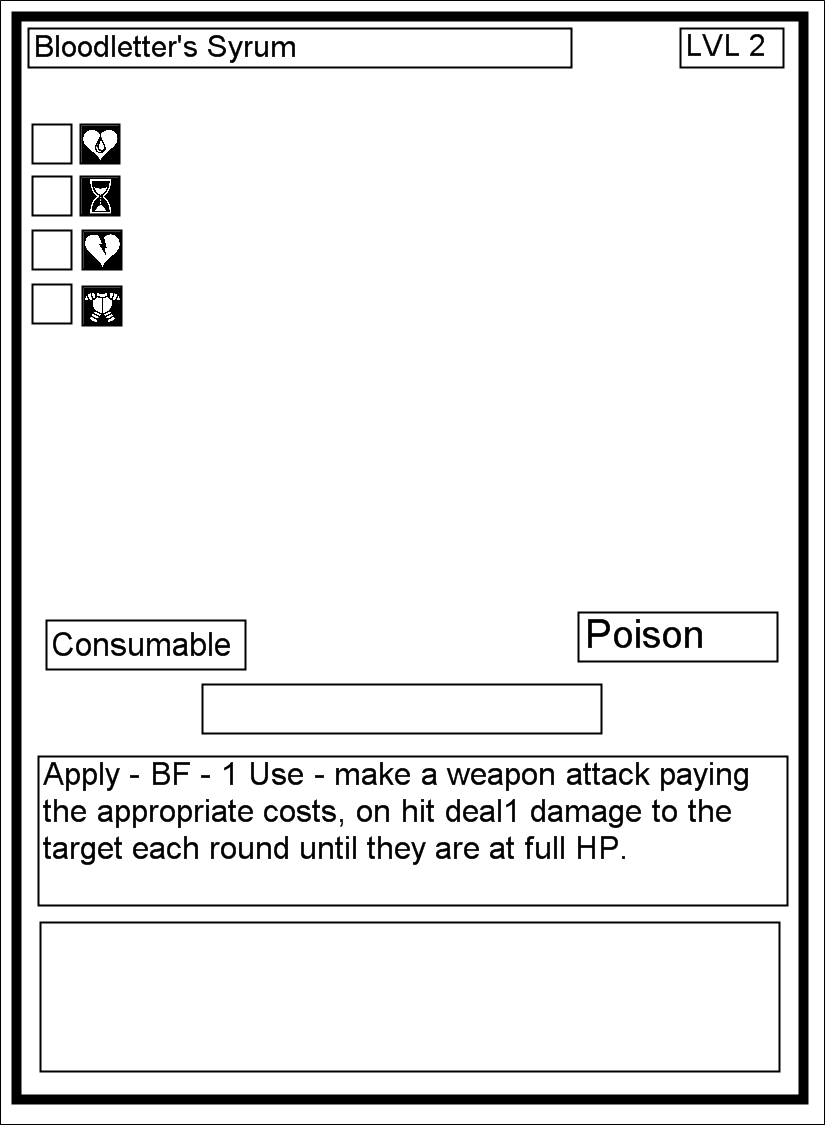 Bloodletter's Syrum
LVL 2
Consumable
Poison
Apply - BF - 1 Use - make a weapon attack paying
the appropriate costs, on hit deal1 damage to the
target each round until they are at full HP.